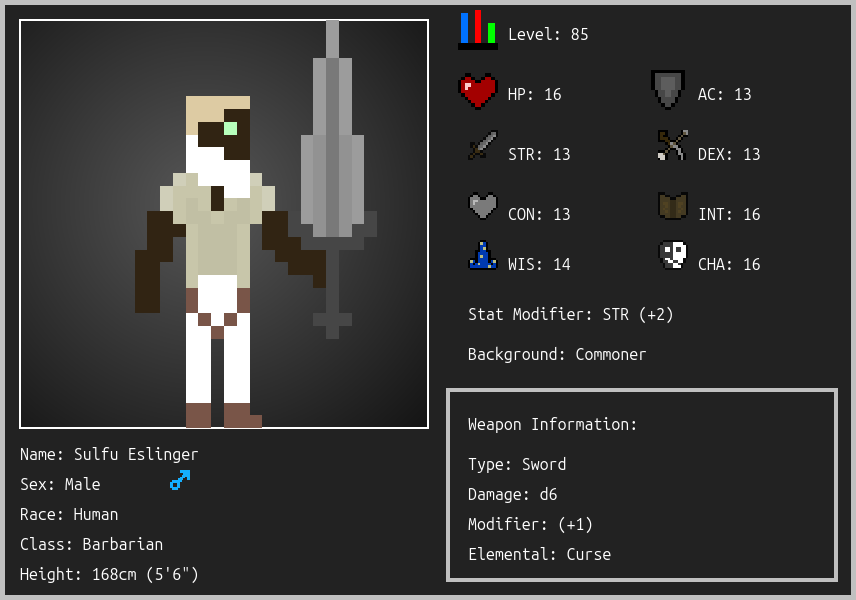 Level: 85
HP: 16
AC: 13
STR: 13
DEX: 13
CON: 13
INT: 16
WIS: 14
CHA: 16
Stat Modifier: STR (+2)
Background: Commoner
Weapon Information:
Type: Sword
Damage: d6
Modifier: (+1)
Elemental: Curse
Name: Sulfu Eslinger
Sex: Male
Race: Human
Class: Barbarian
Height: 168cm (5'6")